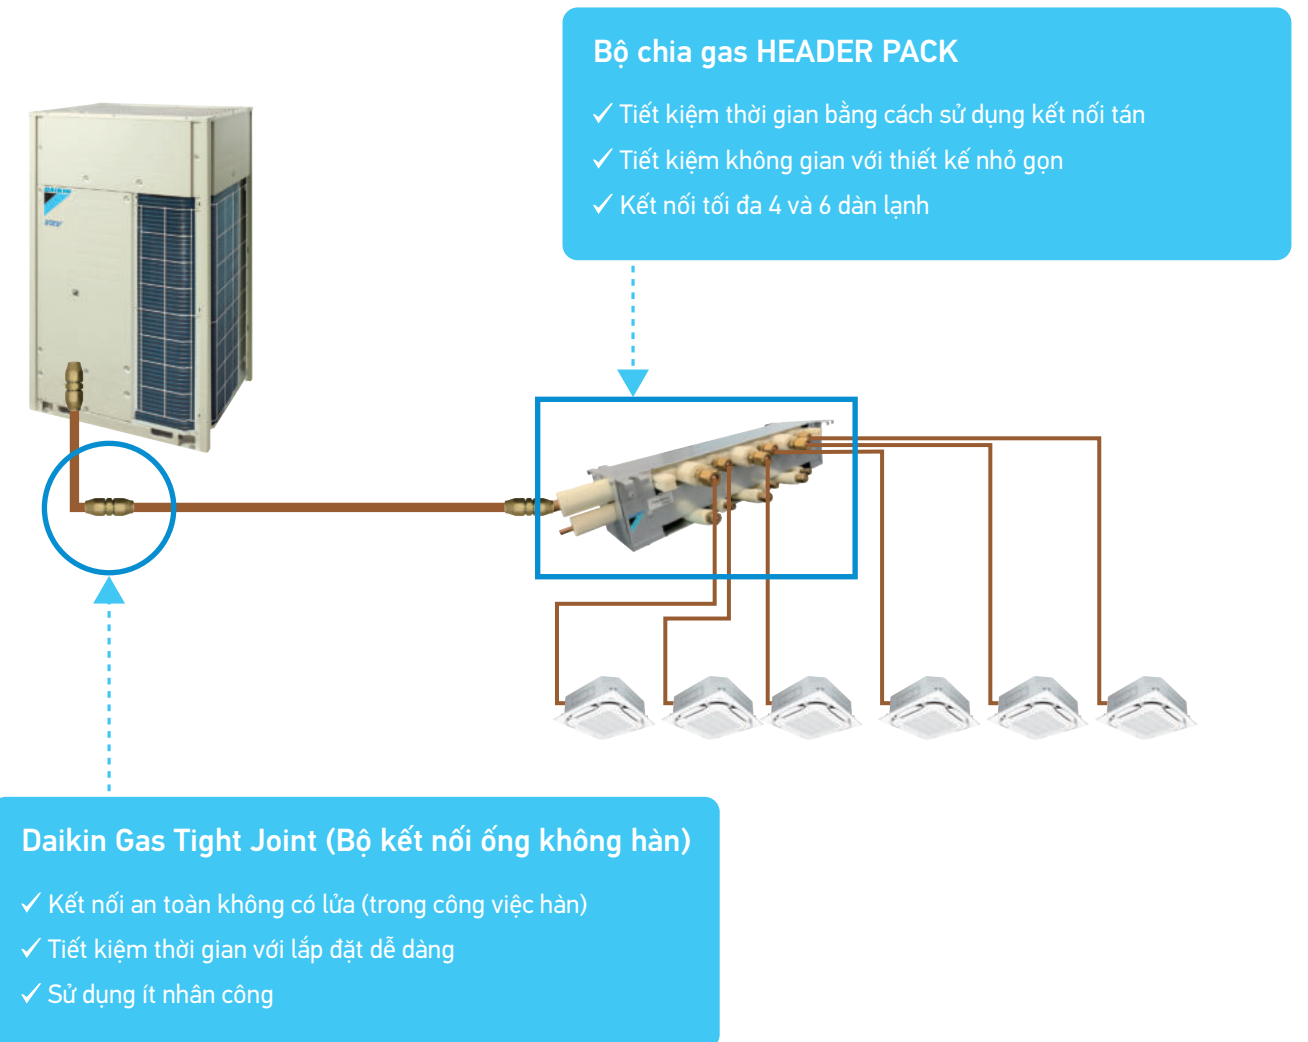 Bộ chia gas HEADER PACK
✓ Tiết kiệm thời gian bằng cách sử dụng kết nối tán
✓ Tiết kiệm không gian với thiết kế nhỏ gọn
✓ Kết nối tối đa 4 và 6 dàn lạnh
DAIKIN
VRV
Daikin Gas Tight Joint (Bộ kết nối ống không hàn)
✓ Kết nối an toàn không có lửa (trong công việc hàn)
✓ Tiết kiệm thời gian với lắp đặt dễ dàng
✓ Sử dụng ít nhân công